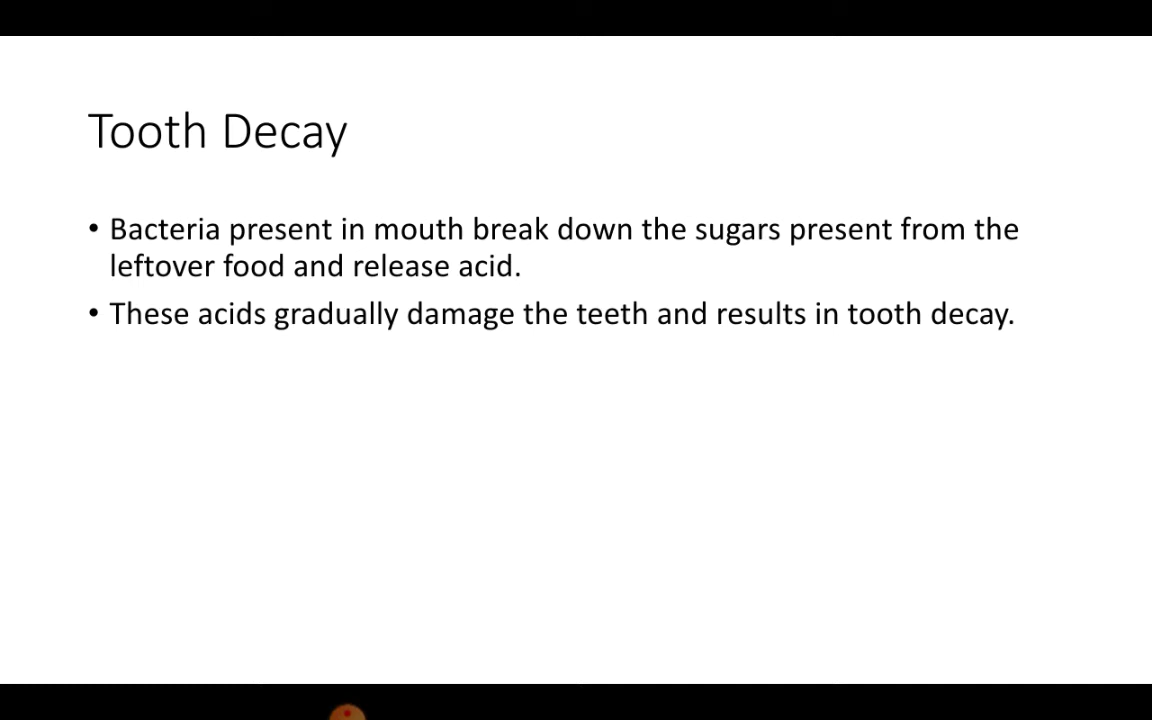 Tooth Decay
• Bacteria present in mouth break down the sugars present from the
leftover food and release acid.
• These acids gradually damage the teeth and results in tooth decay.